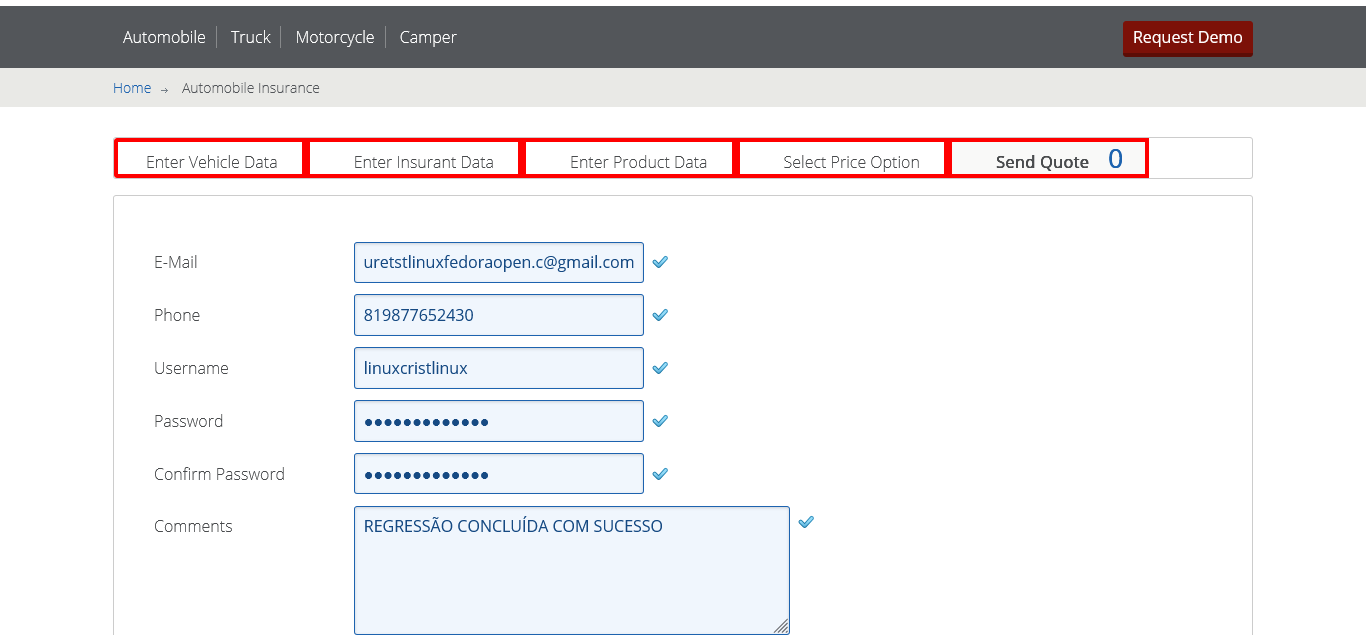 Automobile Truck Motorcycle Camper Request Demo
Home → Automobile Insurance
Enter Vehicle Data Enter Insurant Data Enter Product Data Select Price Option Send Quote 0
E-Mail uretstlinuxfedoraopen.c@gmail.com
Phone 819877652430
Username linuxcristlinux
Password •••••••••••••
Confirm Password •••••••••••••
Comments REGRESSÃO CONCLUÍDA COM SUCESSO